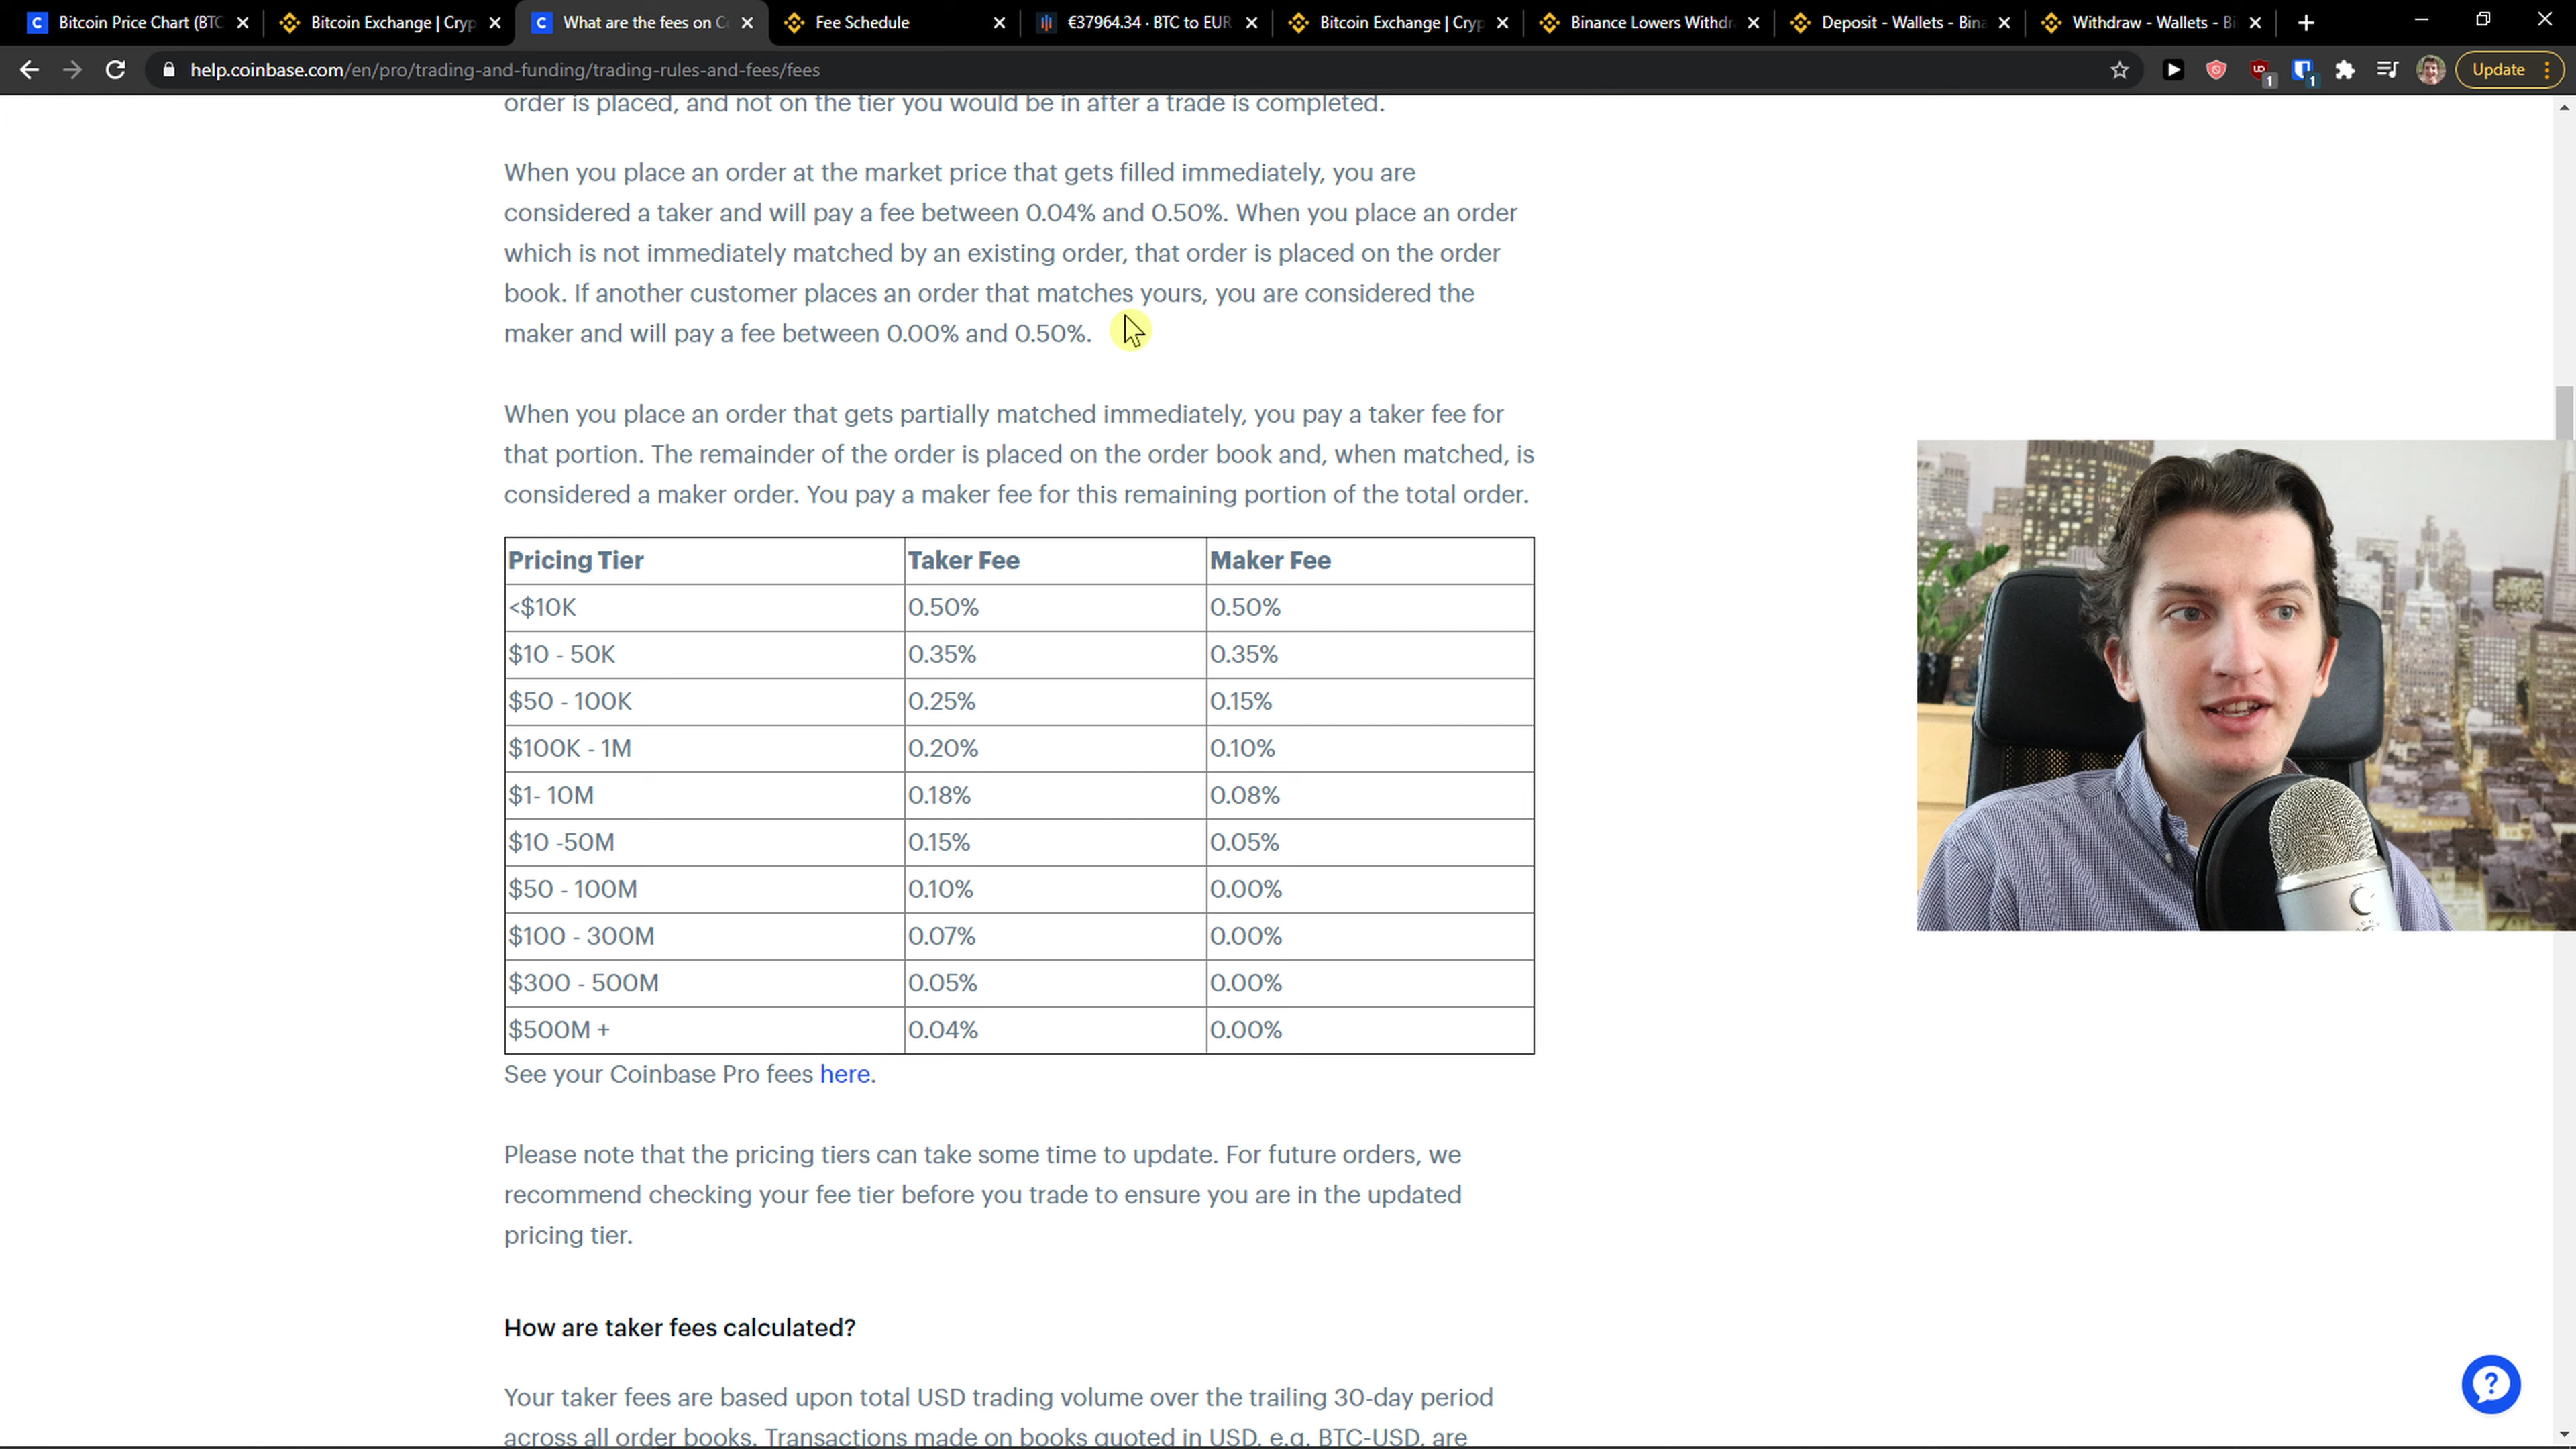 Bitcoin Price Chart (BTC
Bitcoin Exchange | Cryp
What are the fees on Co
Fee Schedule
€37964.34 · BTC to EUR
Bitcoin Exchange | Cryp
Binance Lowers Withdr
Deposit - Wallets - Bina
Withdraw - Wallets - Bi
help.coinbase.com/en/pro/trading-and-funding/trading-rules-and-fees/fees
1
1
Update
order is placed, and not on the tier you would be in after a trade is completed.
When you place an order at the market price that gets filled immediately, you are
considered a taker and will pay a fee between 0.04% and 0.50%. When you place an order
which is not immediately matched by an existing order, that order is placed on the order
book. If another customer places an order that matches yours, you are considered the
maker and will pay a fee between 0.00% and 0.50%.
When you place an order that gets partially matched immediately, you pay a taker fee for
that portion. The remainder of the order is placed on the order book and, when matched, is
considered a maker order. You pay a maker fee for this remaining portion of the total order.
Pricing Tier Taker Fee Maker Fee
<$10K 0.50% 0.50%
$10 - 50K 0.35% 0.35%
$50 - 100K 0.25% 0.15%
$100K - 1M 0.20% 0.10%
$1- 10M 0.18% 0.08%
$10 -50M 0.15% 0.05%
$50 - 100M 0.10% 0.00%
$100 - 300M 0.07% 0.00%
$300 - 500M 0.05% 0.00%
$500M + 0.04% 0.00%
See your Coinbase Pro fees here.
Please note that the pricing tiers can take some time to update. For future orders, we
recommend checking your fee tier before you trade to ensure you are in the updated
pricing tier.
How are taker fees calculated?
Your taker fees are based upon total USD trading volume over the trailing 30-day period
across all order books. Transactions made on books quoted in USD, e.g. BTC-USD, are